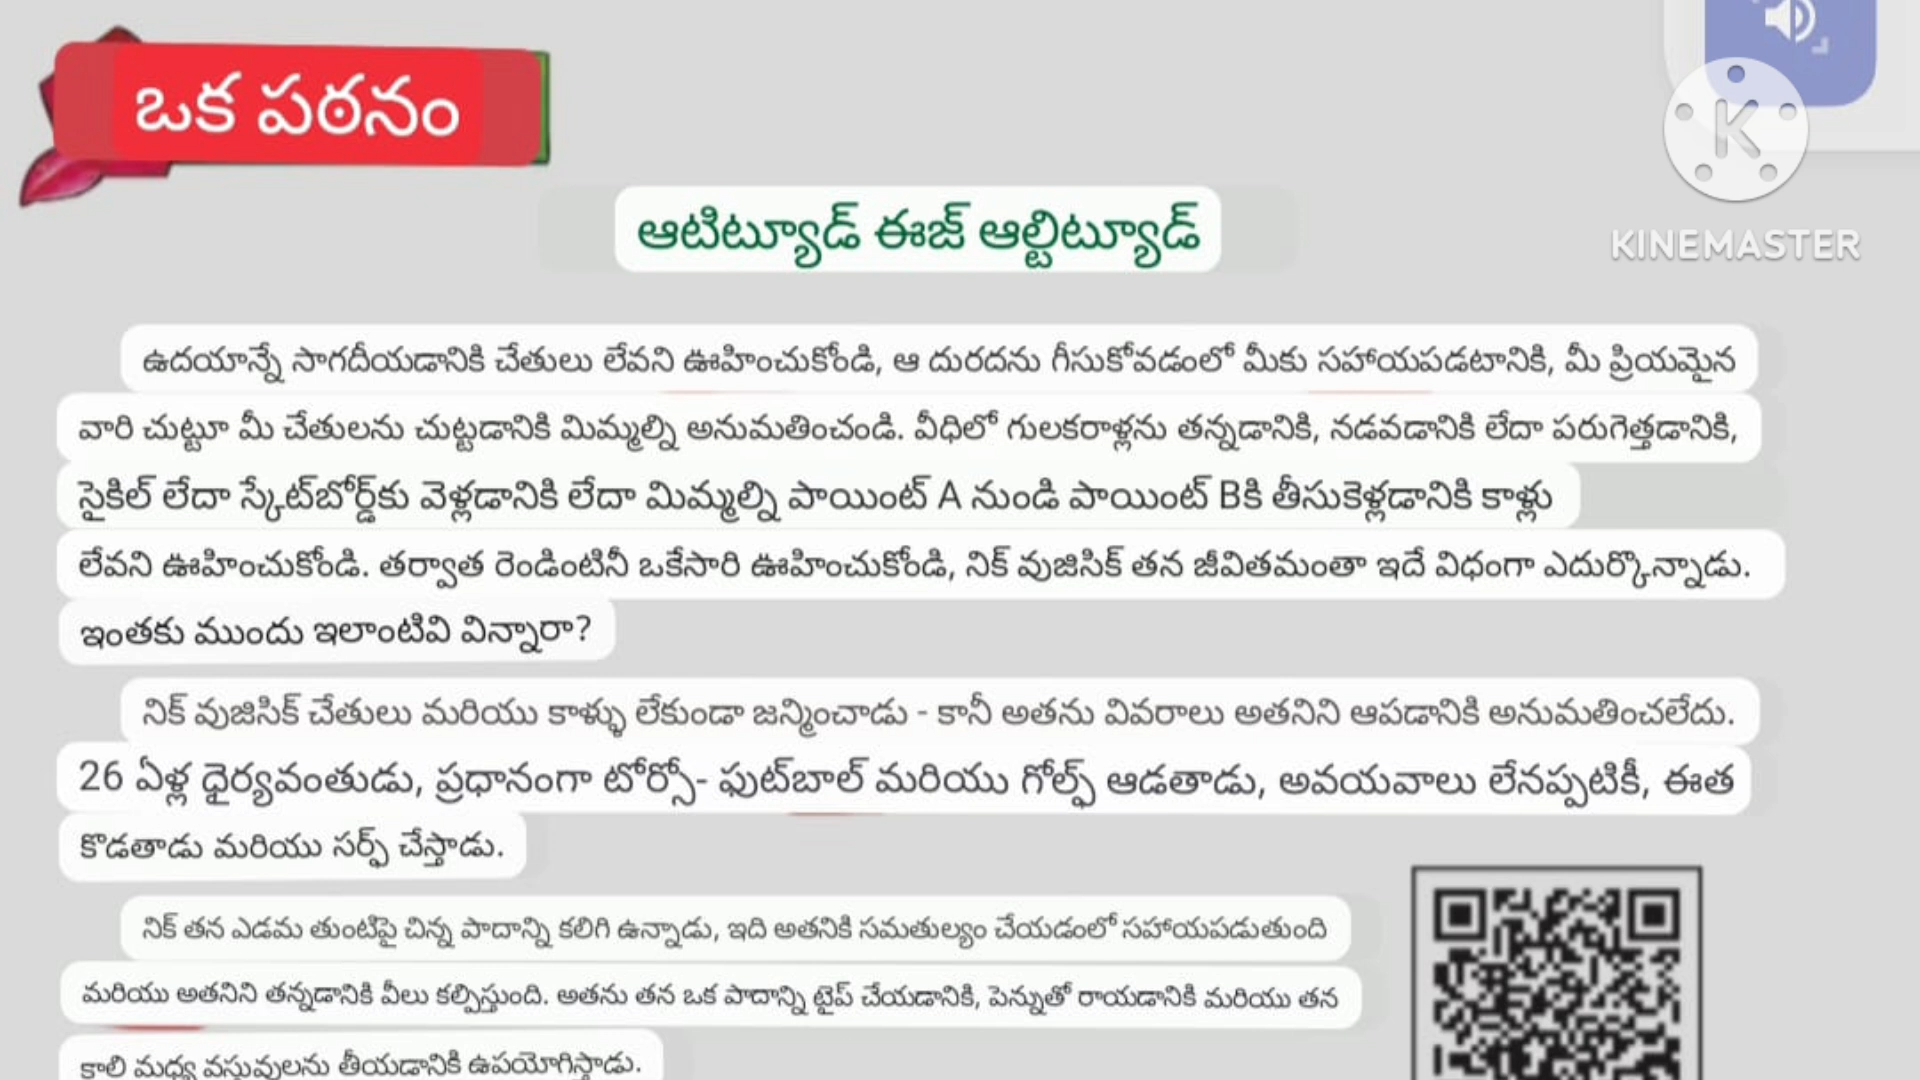 ఒక పఠనం
KINEMASTER
ఆటిట్యూడ్ ఈజ్ ఆల్టిట్యూడ్
ఉదయాన్నే సాగదీయడానికి చేతులు లేవని ఊహించుకోండి, ఆ దురదను గీసుకోవడంలో మీకు సహాయపడటానికి, మీ ప్రియమైన
వారి చుట్టూ మీ చేతులను చుట్టడానికి మిమ్మల్ని అనుమతించండి. వీధిలో గులకరాళ్లను తన్నడానికి, నడవడానికి లేదా పరుగెత్తడానికి,
సైకిల్ లేదా స్కేట్‌బోర్డ్‌కు వెళ్లడానికి లేదా మిమ్మల్ని పాయింట్ A నుండి పాయింట్ Bకి తీసుకెళ్లడానికి కాళ్లు
లేవని ఊహించుకోండి. తర్వాత రెండింటినీ ఒకేసారి ఊహించుకోండి, నిక్ వుజిసిక్ తన జీవితమంతా ఇదే విధంగా ఎదుర్కొన్నాడు.
ఇంతకు ముందు ఇలాంటివి విన్నారా?
నిక్ వుజిసిక్ చేతులు మరియు కాళ్ళు లేకుండా జన్మించాడు - కానీ అతను వివరాలు అతనిని ఆపడానికి అనుమతించలేదు.
26 ఏళ్ల ధైర్యవంతుడు, ప్రధానంగా టోర్సో- ఫుట్‌బాల్ మరియు గోల్ఫ్ ఆడతాడు, అవయవాలు లేనప్పటికీ, ఈత
కొడతాడు మరియు సర్ఫ్ చేస్తాడు.
నిక్ తన ఎడమ తుంటిపై చిన్న పాదాన్ని కలిగి ఉన్నాడు, ఇది అతనికి సమతుల్యం చేయడంలో సహాయపడుతుంది
మరియు అతనిని తన్నడానికి వీలు కల్పిస్తుంది. అతను తన ఒక పాదాన్ని టైప్ చేయడానికి, పెన్నుతో రాయడానికి మరియు తన
కాలి మధ్య వస్తువులను తీయడానికి ఉపయోగిస్తాడు.